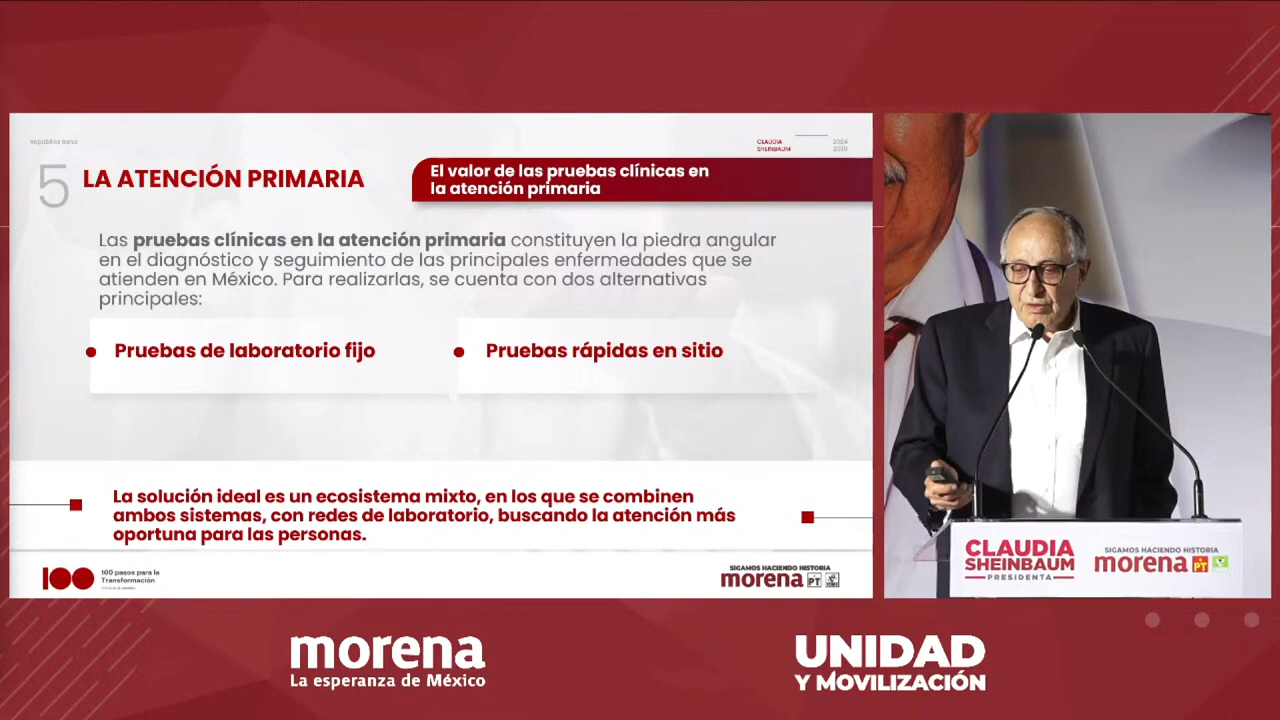 República Sana
CLAUDIA
SHEINBAUM
2024
2030
5
LA ATENCIÓN PRIMARIA
El valor de las pruebas clínicas en
la atención primaria
Las pruebas clínicas en la atención primaria constituyen la piedra angular
en el diagnóstico y seguimiento de las principales enfermedades que se
atienden en México. Para realizarlas, se cuenta con dos alternativas
principales:
Pruebas de laboratorio fijo
Pruebas rápidas en sitio
La solución ideal es un ecosistema mixto, en los que se combinen
ambos sistemas, con redes de laboratorio, buscando la atención más
oportuna para las personas.
100
100 pasos para la
Transformación
SIGAMOS HACIENDO HISTORIA
morena PT VERDE
CLAUDIA
SHEINBAUM
PRESIDENTA
SIGAMOS HACIENDO HISTORIA
morena PT
morena
La esperanza de México
UNIDAD
Y MOVILIZACIÓN